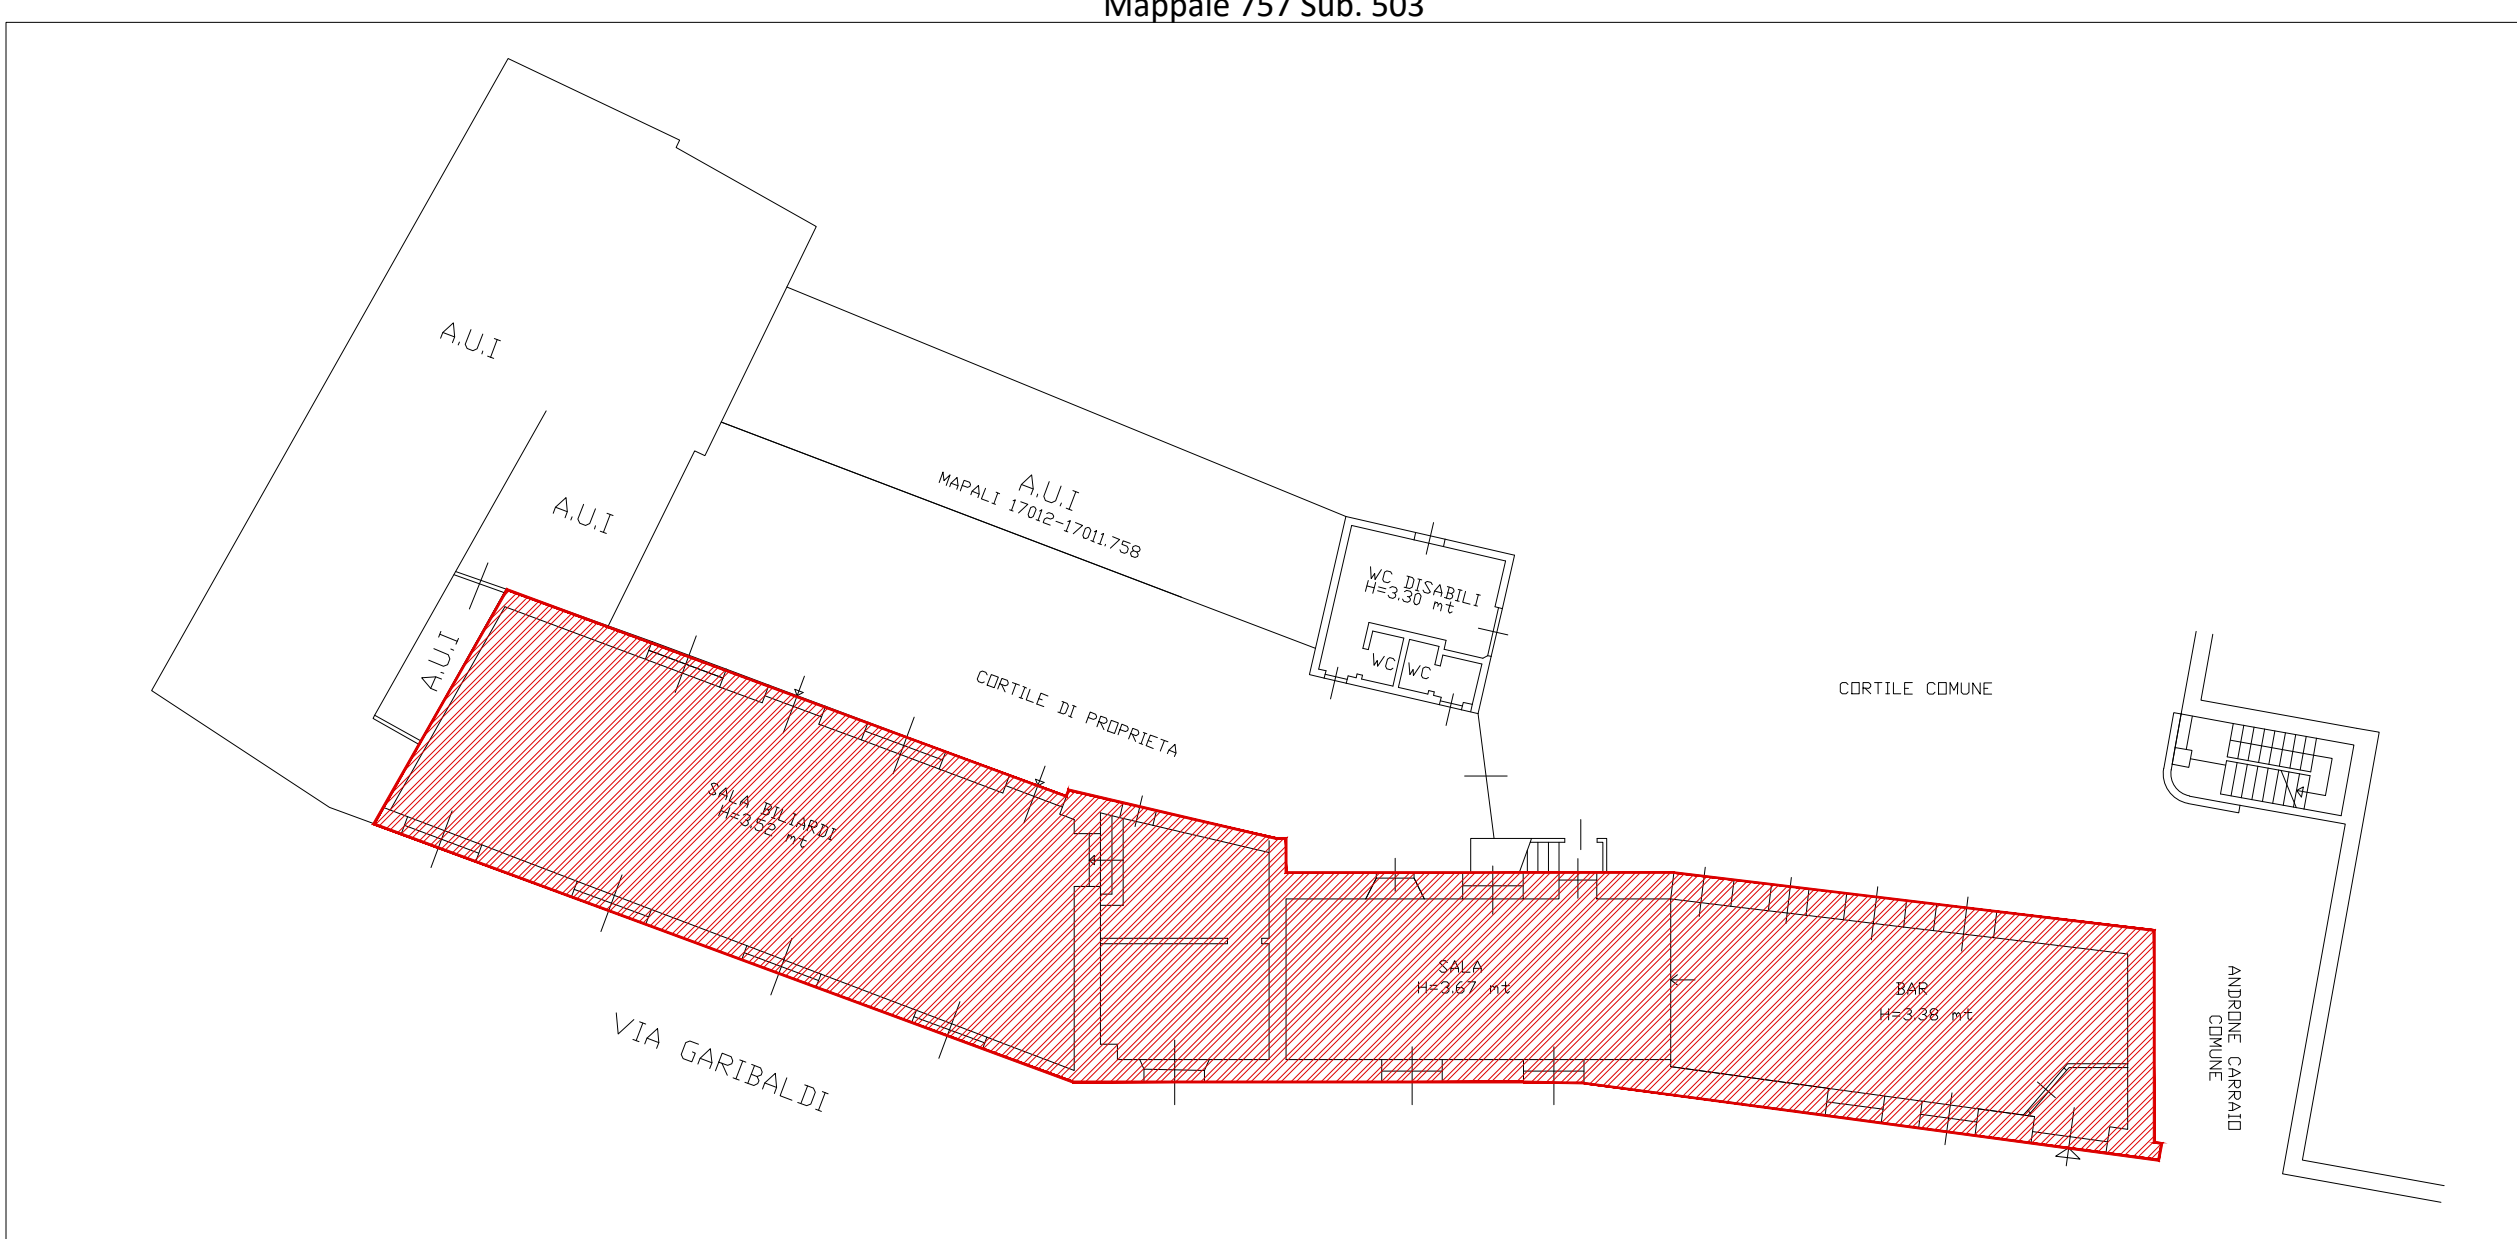 Mappale 757 Sub. 503
A.U.I
A.U.I
A.U.I
A.U.I
MAPALI 17012-17011.758
WC DISABILI
H=3.30 mt
WC
WC
CORTILE DI PROPRIETA
CORTILE COMUNE
SALA BILIARDI
H=3.52 mt
SALA
H=3.67 mt
BAR
H=3.38 mt
VIA GARIBALDI
ANDRONE CARRAIO
COMUNE